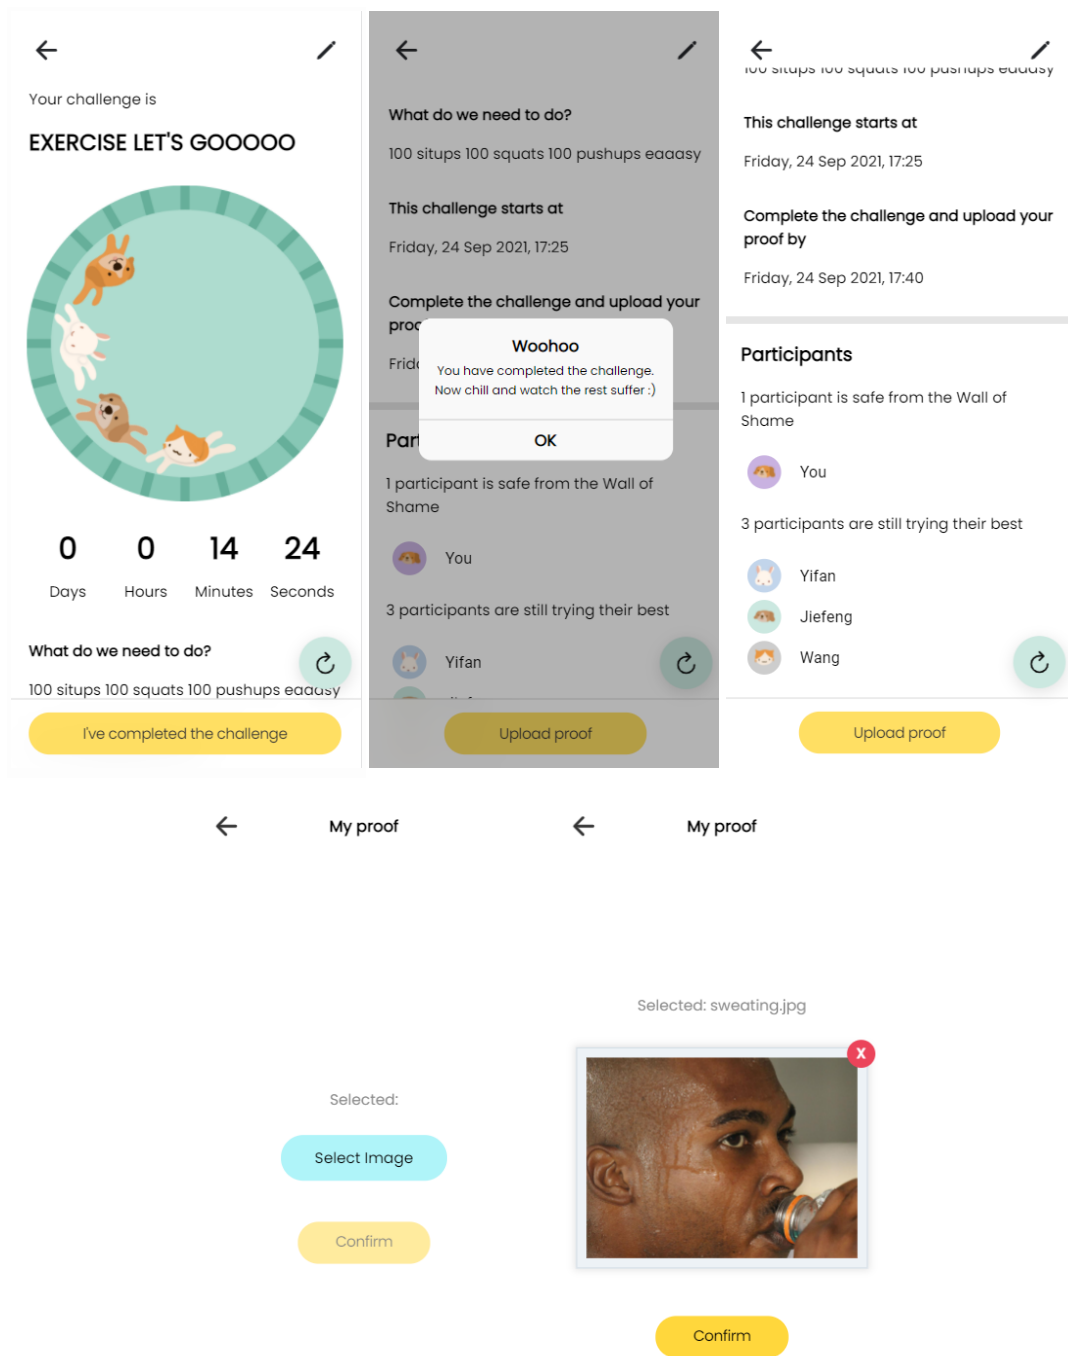 Your challenge is
EXERCISE LET'S GOOOOO
0
0
14
24
Days
Hours
Minutes
Seconds
What do we need to do?
100 situps 100 squats 100 pushups eaaasy
I've completed the challenge
What do we need to do?
100 situps 100 squats 100 pushups eaaasy
This challenge starts at
Friday, 24 Sep 2021, 17:25
Complete the challenge and upload your
Woohoo
You have completed the challenge.
Now chill and watch the rest suffer :)
OK
1 participant is safe from the Wall of
Shame
You
3 participants are still trying their best
Yifan
Upload proof
100 situps 100 squats 100 pushups eaaasy
This challenge starts at
Friday, 24 Sep 2021, 17:25
Complete the challenge and upload your
proof by
Friday, 24 Sep 2021, 17:40
Participants
1 participant is safe from the Wall of
Shame
You
3 participants are still trying their best
Yifan
Jiefeng
Wang
Upload proof
My proof
Selected:
Select Image
Confirm
My proof
Selected: sweating.jpg
X
Confirm